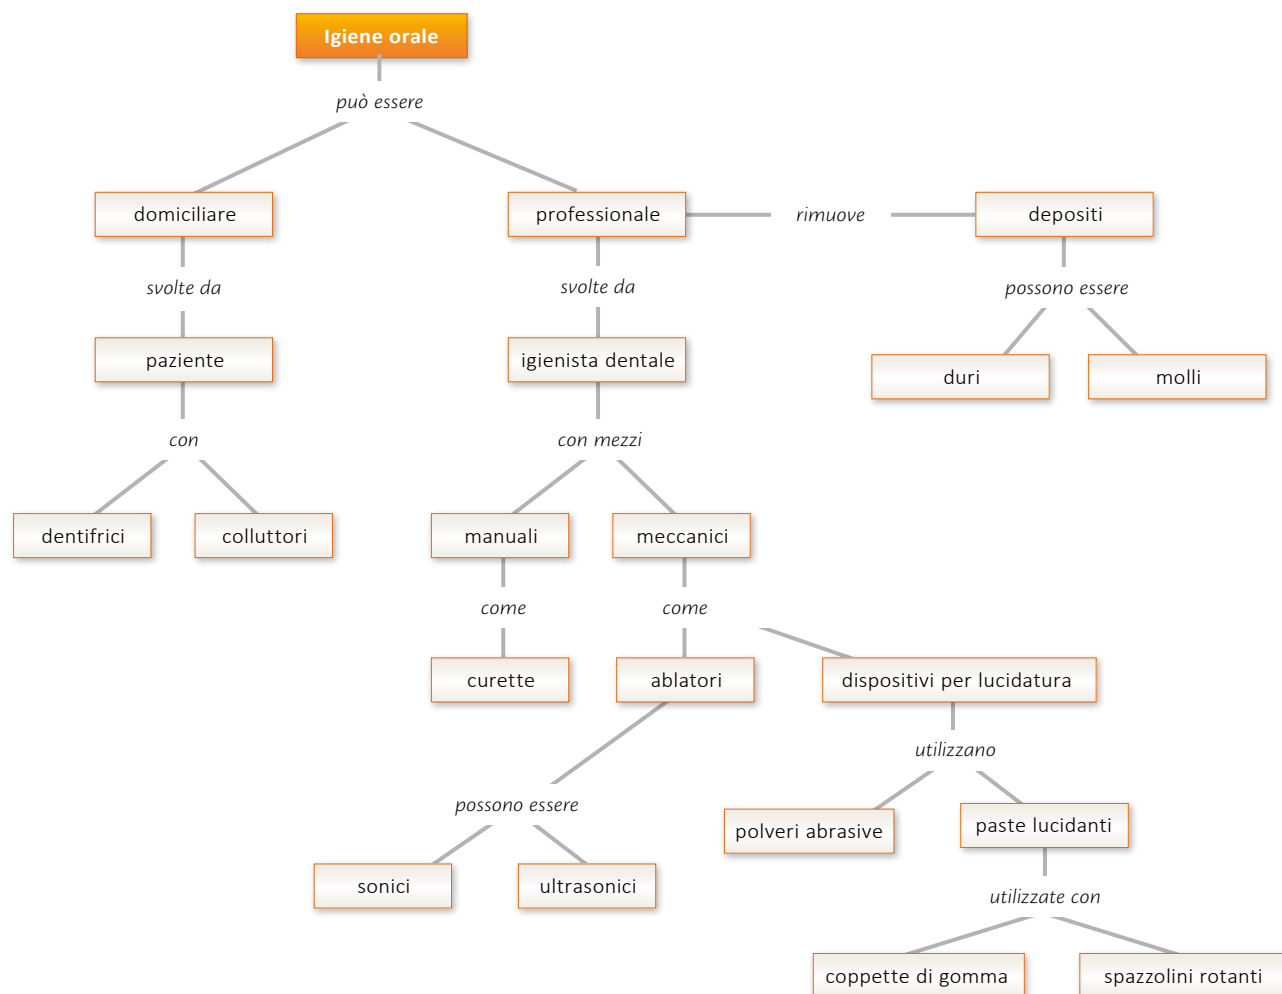 Igiene orale
può essere
domiciliare
professionale
rimuove
depositi
svolte da
svolte da
possono essere
paziente
igienista dentale
duri
molli
con
con mezzi
dentifrici
colluttori
manuali
meccanici
come
come
curette
ablatori
dispositivi per lucidatura
utilizzano
possono essere
polveri abrasive
paste lucidanti
sonici
ultrasonici
utilizzate con
coppette di gomma
spazzolini rotanti